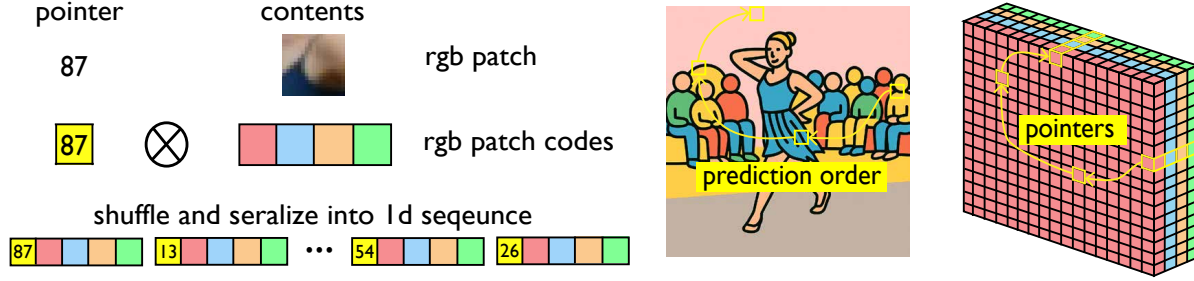 pointer
contents
87
rgb patch
87
rgb patch codes
shuffle and seralize into 1d seqeunce
87
13
...
54
26
prediction order
pointers